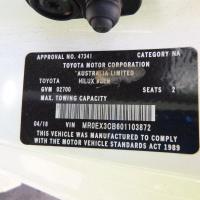 APPROVAL NO. 47341 CATEGORY NA
TOYOTA MOTOR CORPORATION
AUSTRALIA LIMITED
TOYOTA HILUX
GVM 02700 SEATS 2
MAX. TOWING CAPACITY
04/18 VIN MR0EX3CB601103872
THIS VEHICLE WAS MANUFACTURED TO COMPLY
WITH THE MOTOR VEHICLE STANDARDS ACT 1989